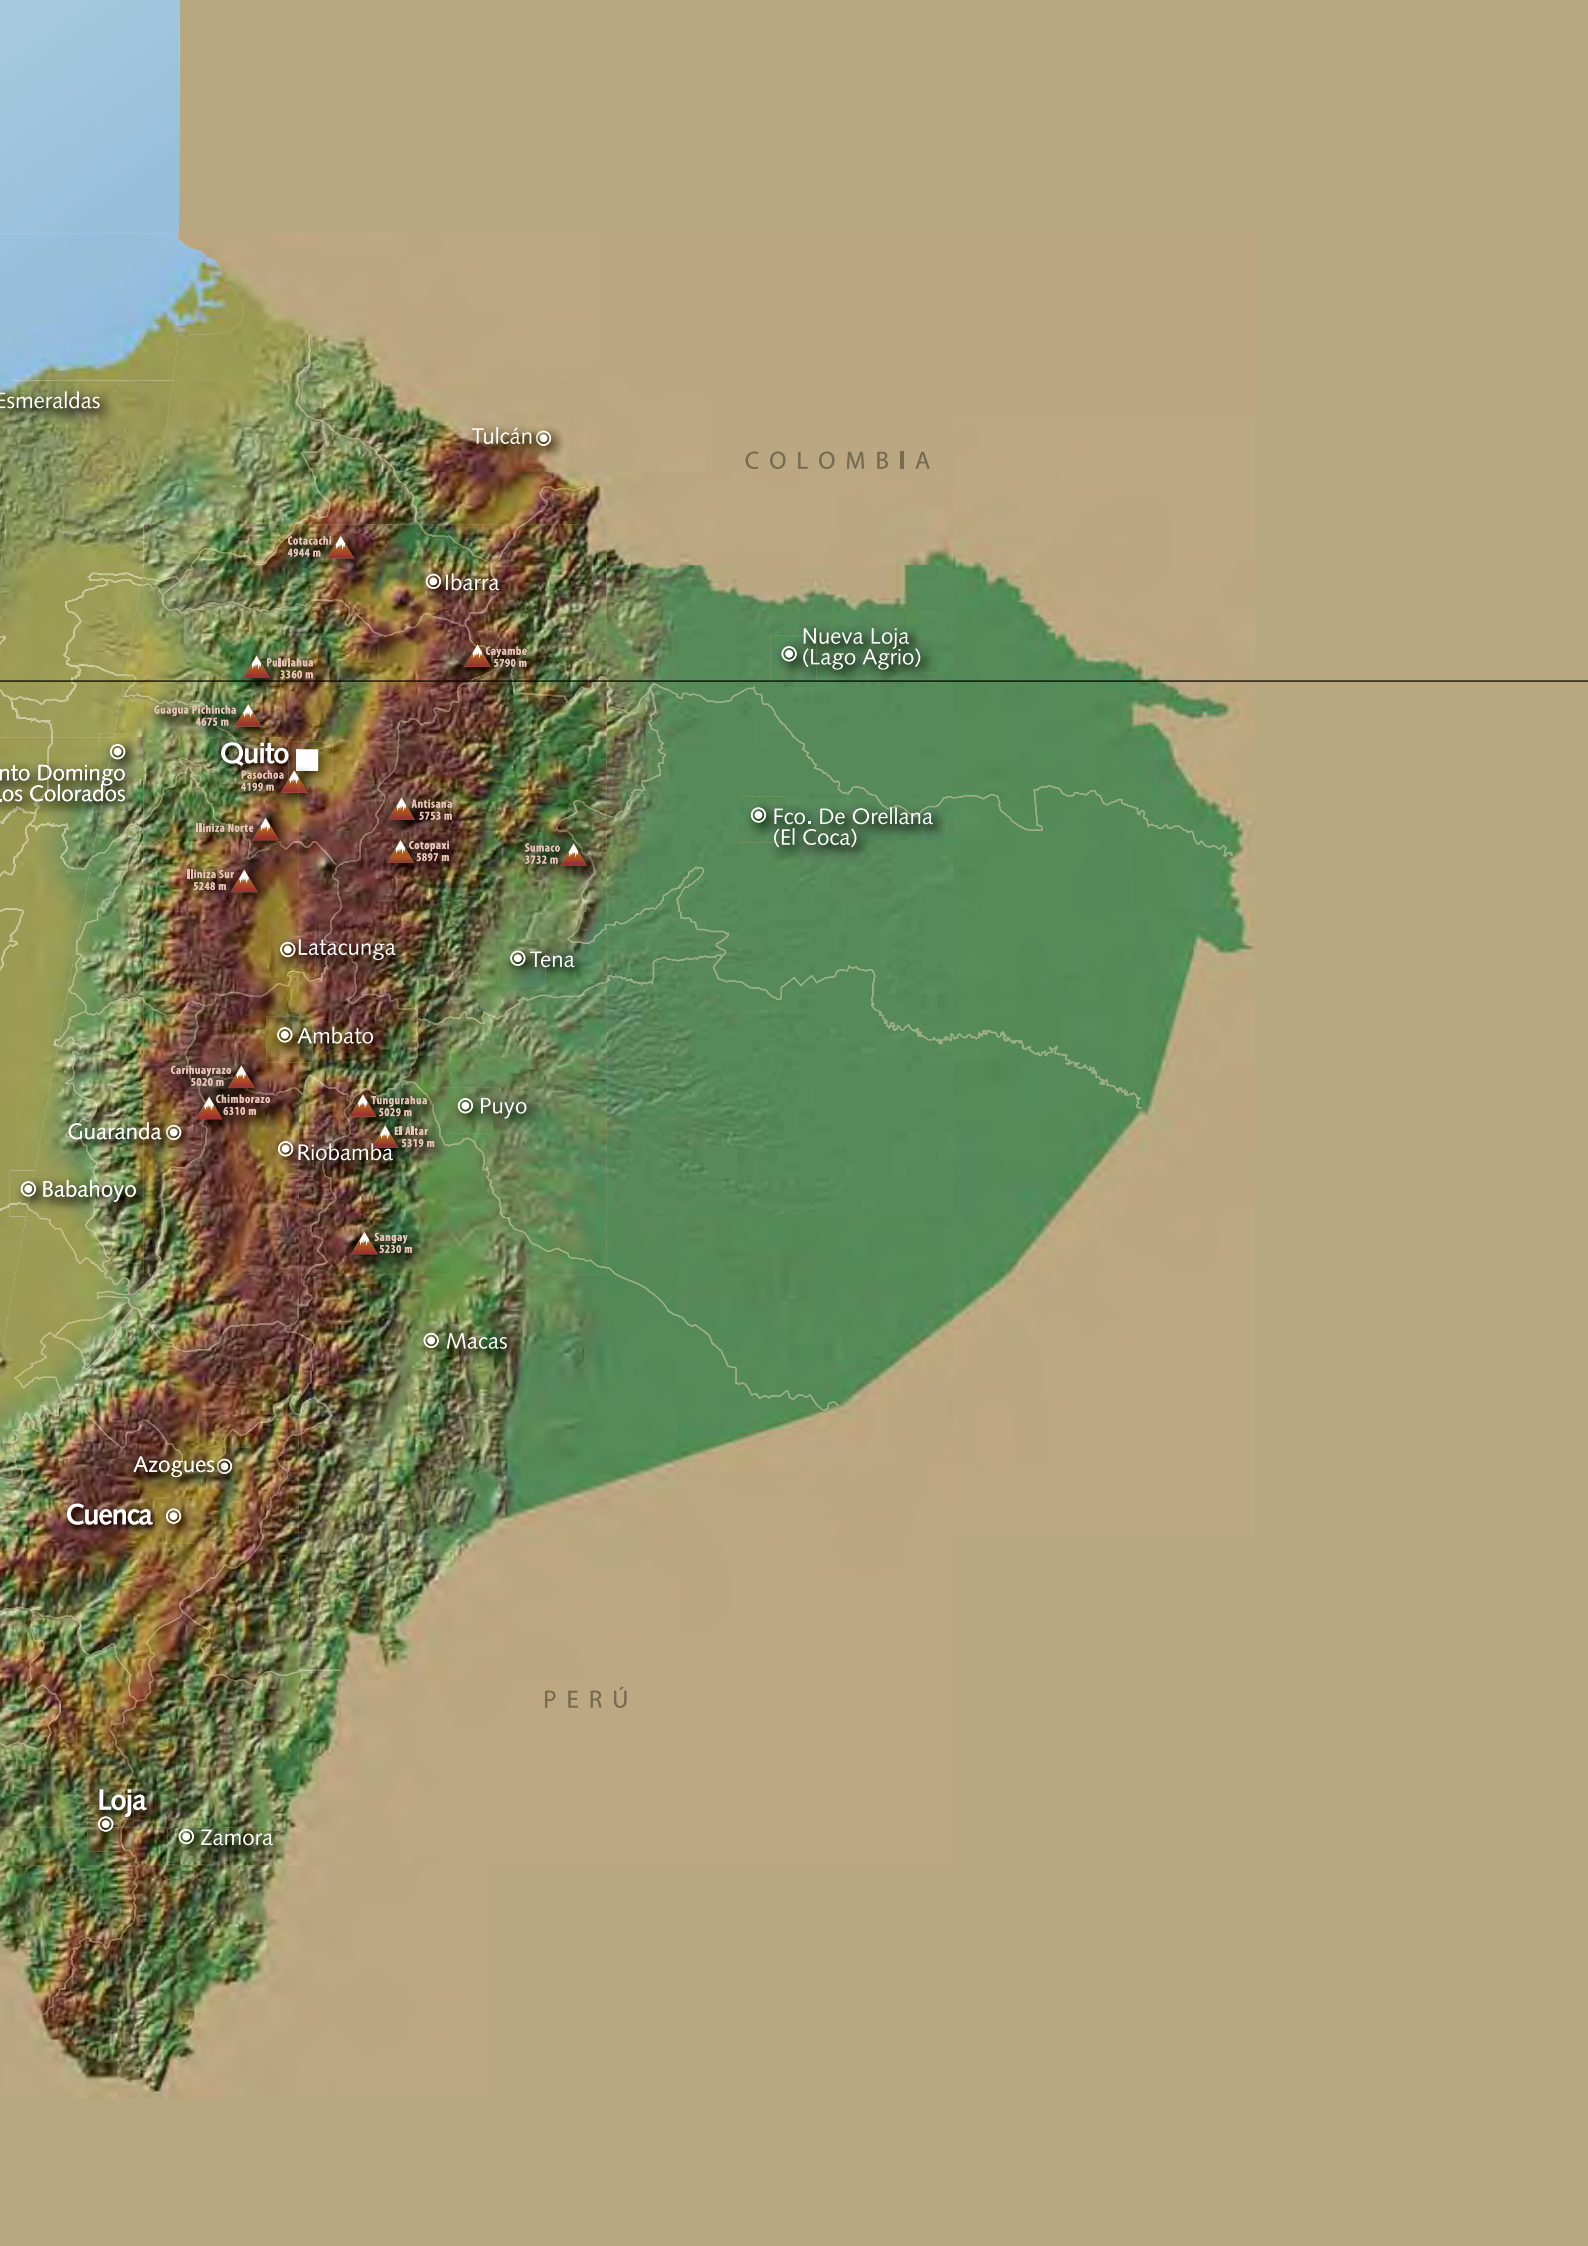 Esmeraldas
Tulcán
COLOMBIA
Cotacachi
4944 m
Ibarra
Nueva Loja
(Lago Agrio)
Cayambe
5790 m
Pululahua
3360 m
Guagua Pichincha
4675 m
Quito
nto Domingo
Los Colorados
Pasochoa
4199 m
Antisana
5753 m
Fco. De Orellana
(El Coca)
Illiniza Norte
Cotopaxi
5897 m
Sumaco
3732 m
Illiniza Sur
5248 m
Latacunga
Tena
Ambato
Carihuayrazo
5020 m
Chimborazo
6310 m
Tungurahua
5029 m
Puyo
Guaranda
El Altar
5319 m
Riobamba
Babahoyo
Sangay
5230 m
Macas
Azogues
Cuenca
PERÚ
Loja
Zamora